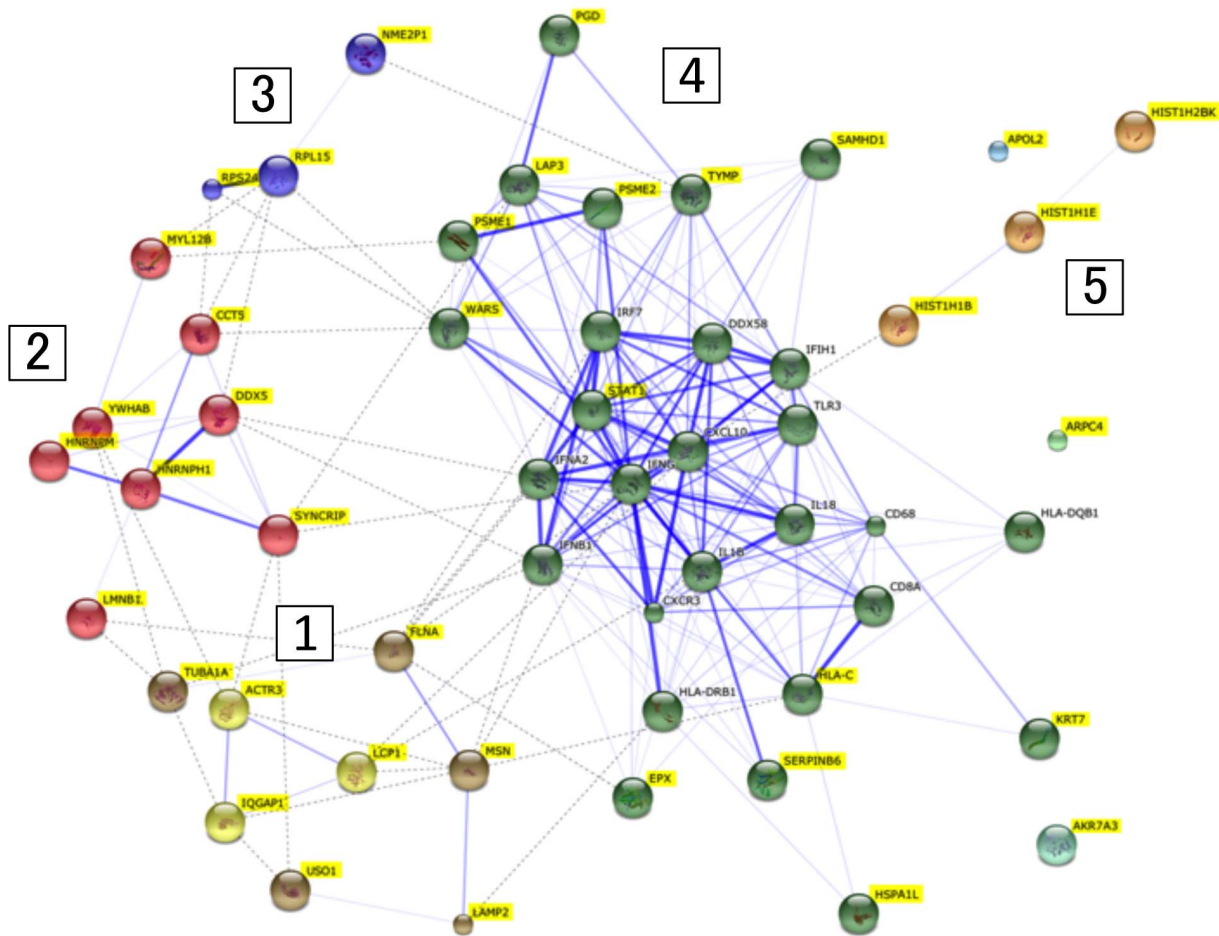 PGD
NME2P1
4
3
HIST1H2BK
SAMHD1
APOL2
RPL15
LAP3
RPS24
PSME2
TYMP
HIST1H1E
PSME1
MYL12B
5
HIST1H1B
WARS
IRF7
CCT5
DDX58
2
IFIH1
STAT1
DDX5
TLR3
YWHAB
ARPC4
CXCL10
HNRNPM
IFNA2
IFNG
HNRNPH1
IL18
SYNCRIP
CD68
HLA-DQB1
IFNB1
IL1B
CD8A
LMNB1
CXCR3
1
FLNA
TUBA1A
ACTR3
HLA-C
HLA-DRB1
KRT7
LCP1
MSN
SERPINB6
EPX
IQGAP1
AKR7A3
USO1
HSPA1L
LAMP2